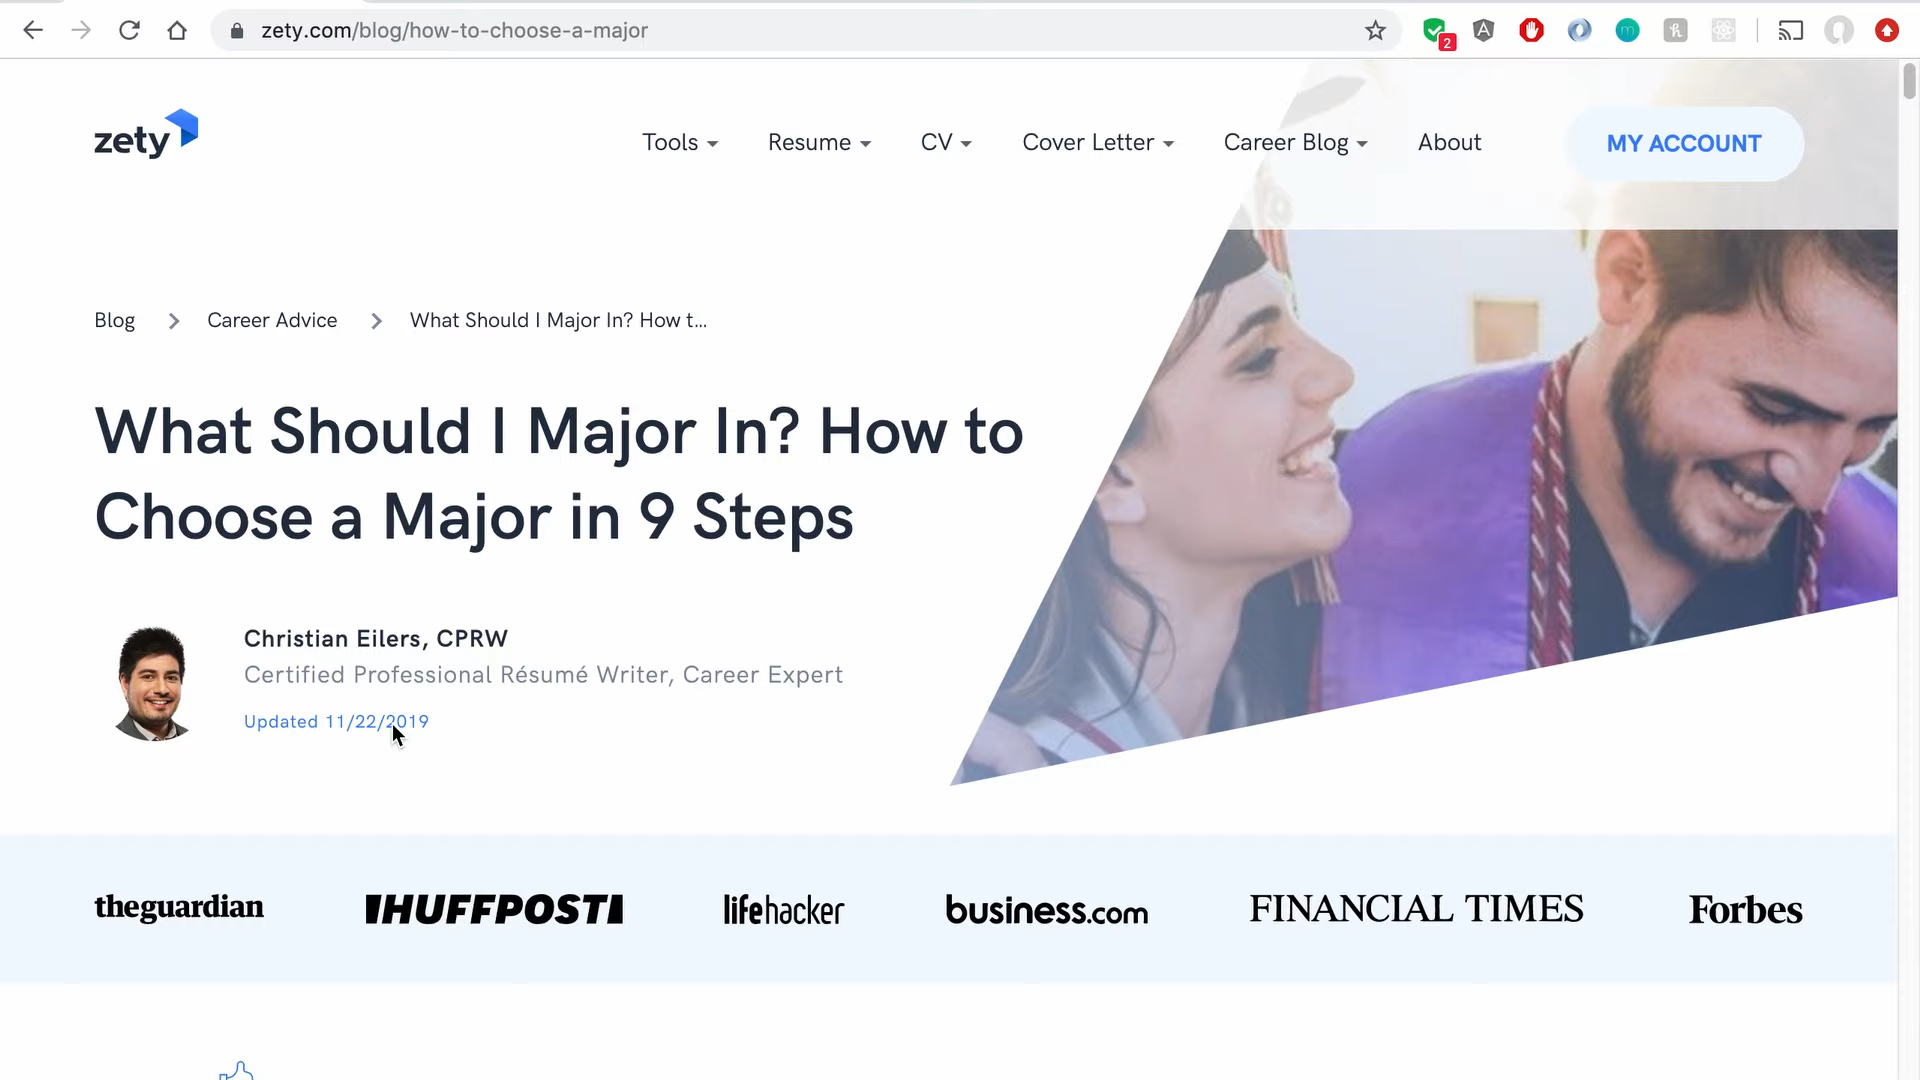 zety.com/blog/how-to-choose-a-major
2
m
zety
Tools
Resume
CV
Cover Letter
Career Blog
About
MY ACCOUNT
Blog
Career Advice
What Should I Major In? How t...
What Should I Major In? How to
Choose a Major in 9 Steps
Christian Eilers, CPRW
Certified Professional Résumé Writer, Career Expert
Updated 11/22/2019
theguardian
HUFFPOST
lifehacker
business.com
FINANCIAL TIMES
Forbes